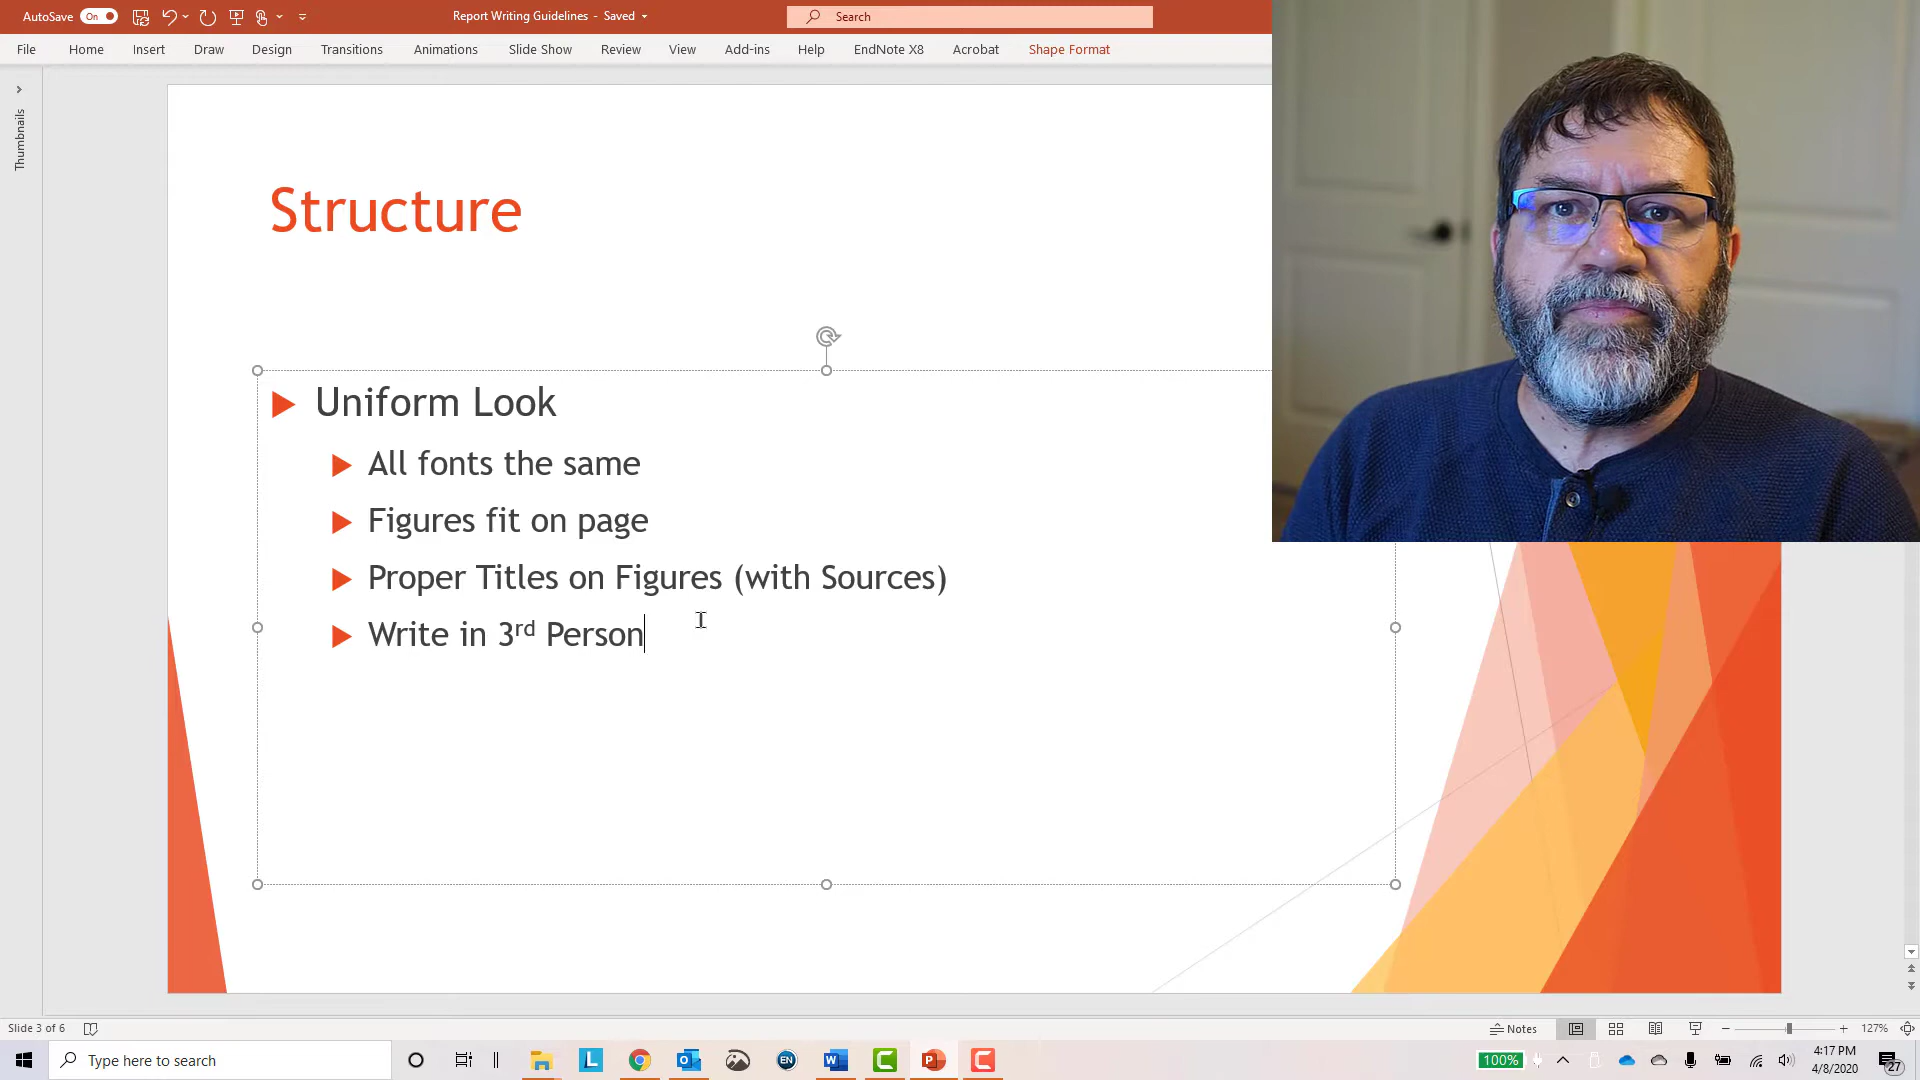 AutoSave On Report Writing Guidelines - Saved Search
File Home Insert Draw Design Transitions Animations Slide Show Review View Add-ins Help EndNote X8 Acrobat Shape Format
Thumbnails
Structure
Uniform Look
All fonts the same
Figures fit on page
Proper Titles on Figures (with Sources)
Write in 3rd Person
Slide 3 of 6 Notes 127%
Type here to search L EN 100% 4:17 PM
4/8/2020 27